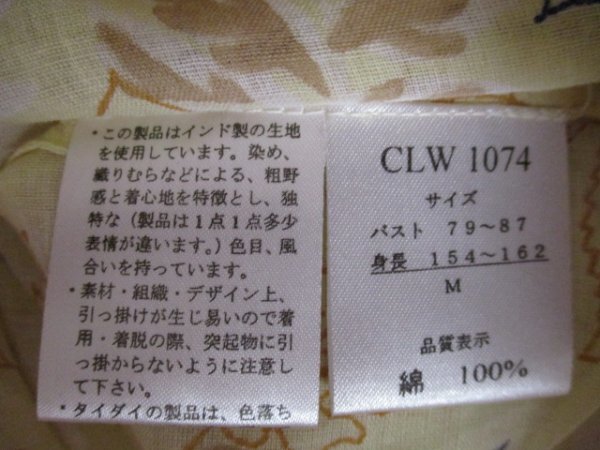 ・この製品はインド製の生地
を使用しています。染め、
織りむらなどによる、粗野
感と着心地を特徴とし、独
特な（製品は１点１点多少
表情が違います。）色目、風
合いを持っています。
・素材・組織・デザイン上、
引っ掛けが生じ易いので着
用・着脱の際、突起物に引
っ掛からないように注意し
て下さい。
・タイダイの製品は、色落ち
CLW 1074
サイズ
バスト ７９～８７
身長 １５４～１６２
M
品質表示
綿 100%